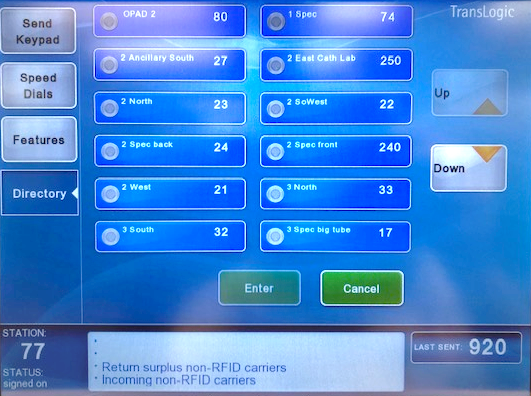 TransLogic
Send
Keypad
Speed
Dials
Features
Directory
OPAD 2 80
1 Spec 74
2 Ancillary South 27
2 East Cath Lab 250
2 North 23
2 SoWest 22
2 Spec back 24
2 Spec front 240
2 West 21
3 North 33
3 South 32
3 Spec big tube 17
Up
Down
Enter
Cancel
STATION:
77
STATUS:
signed on
* Return surplus non-RFID carriers
* Incoming non-RFID carriers
LAST SENT: 920